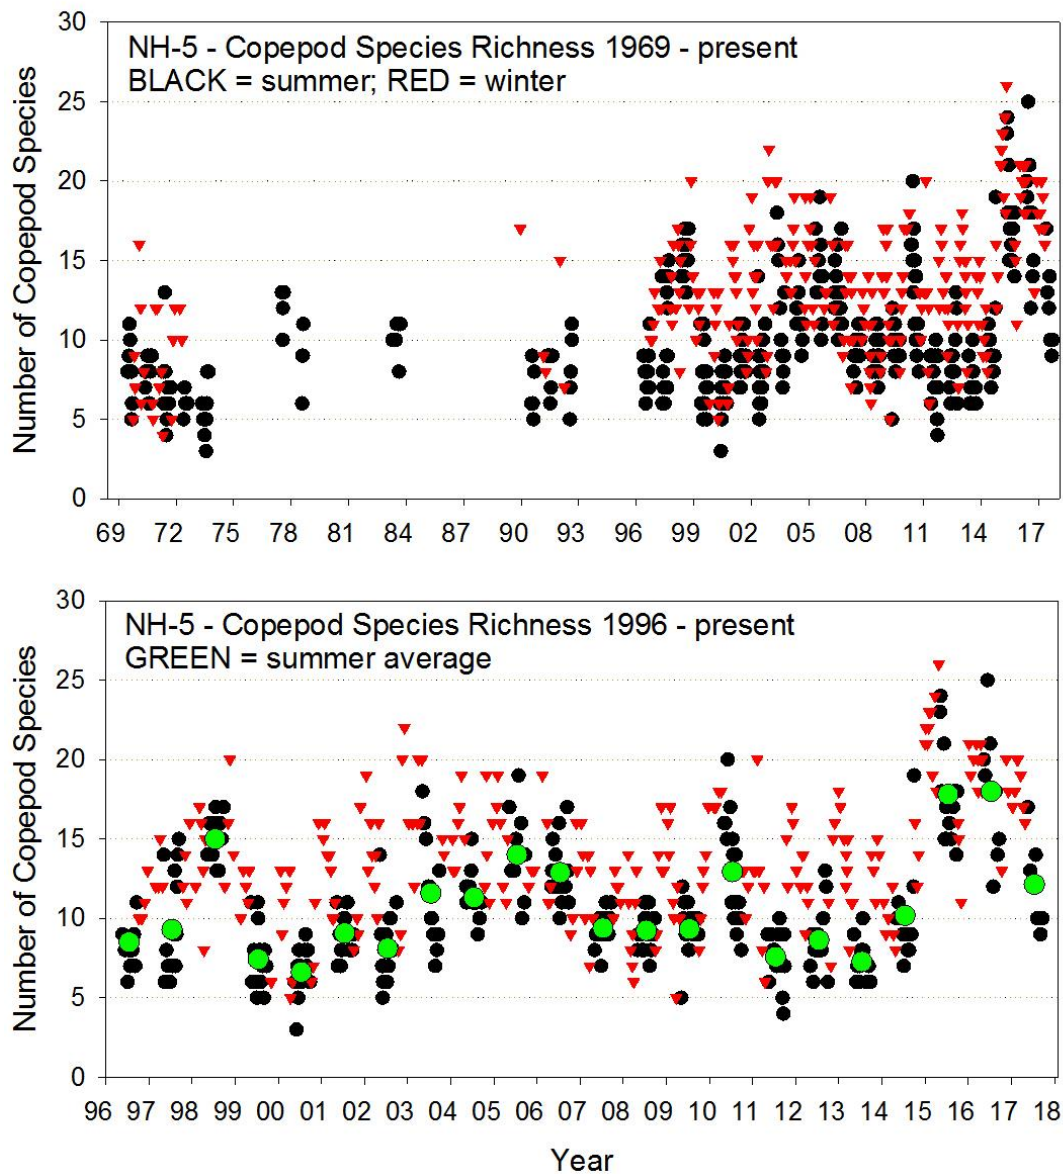 NH-5 - Copepod Species Richness 1969 - present
BLACK = summer; RED = winter
Number of Copepod Species
30
25
20
15
10
5
0
69 72 75 78 81 84 87 90 93 96 99 02 05 08 11 14 17
NH-5 - Copepod Species Richness 1996 - present
GREEN = summer average
Number of Copepod Species
30
25
20
15
10
5
0
96 97 98 99 00 01 02 03 04 05 06 07 08 09 10 11 12 13 14 15 16 17 18
Year